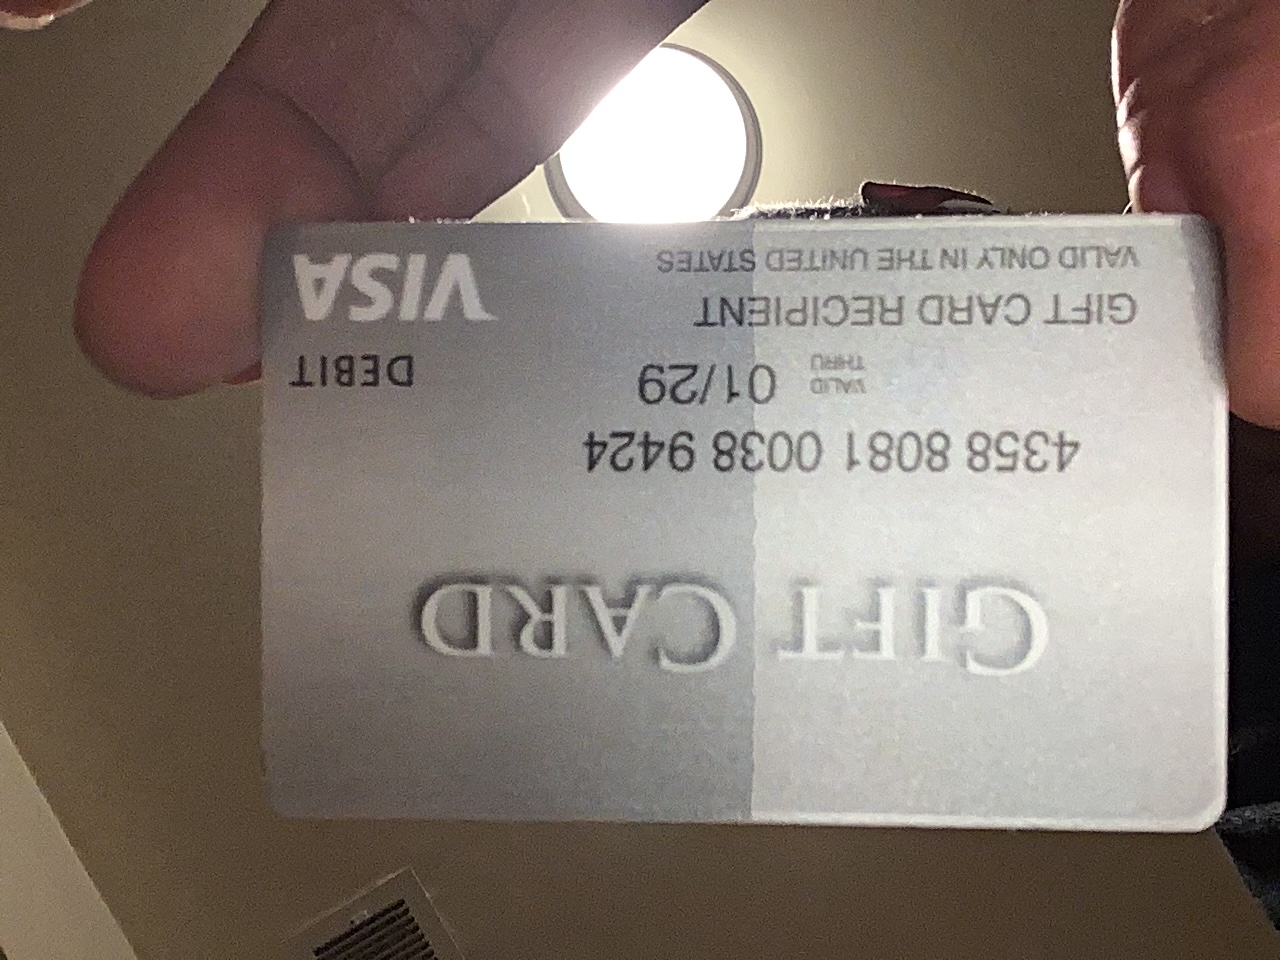 GIFT CARD
4358 8081 0038 9424
VALID THRU 01/29
DEBIT
GIFT CARD RECIPIENT
VALID ONLY IN THE UNITED STATES
VISA